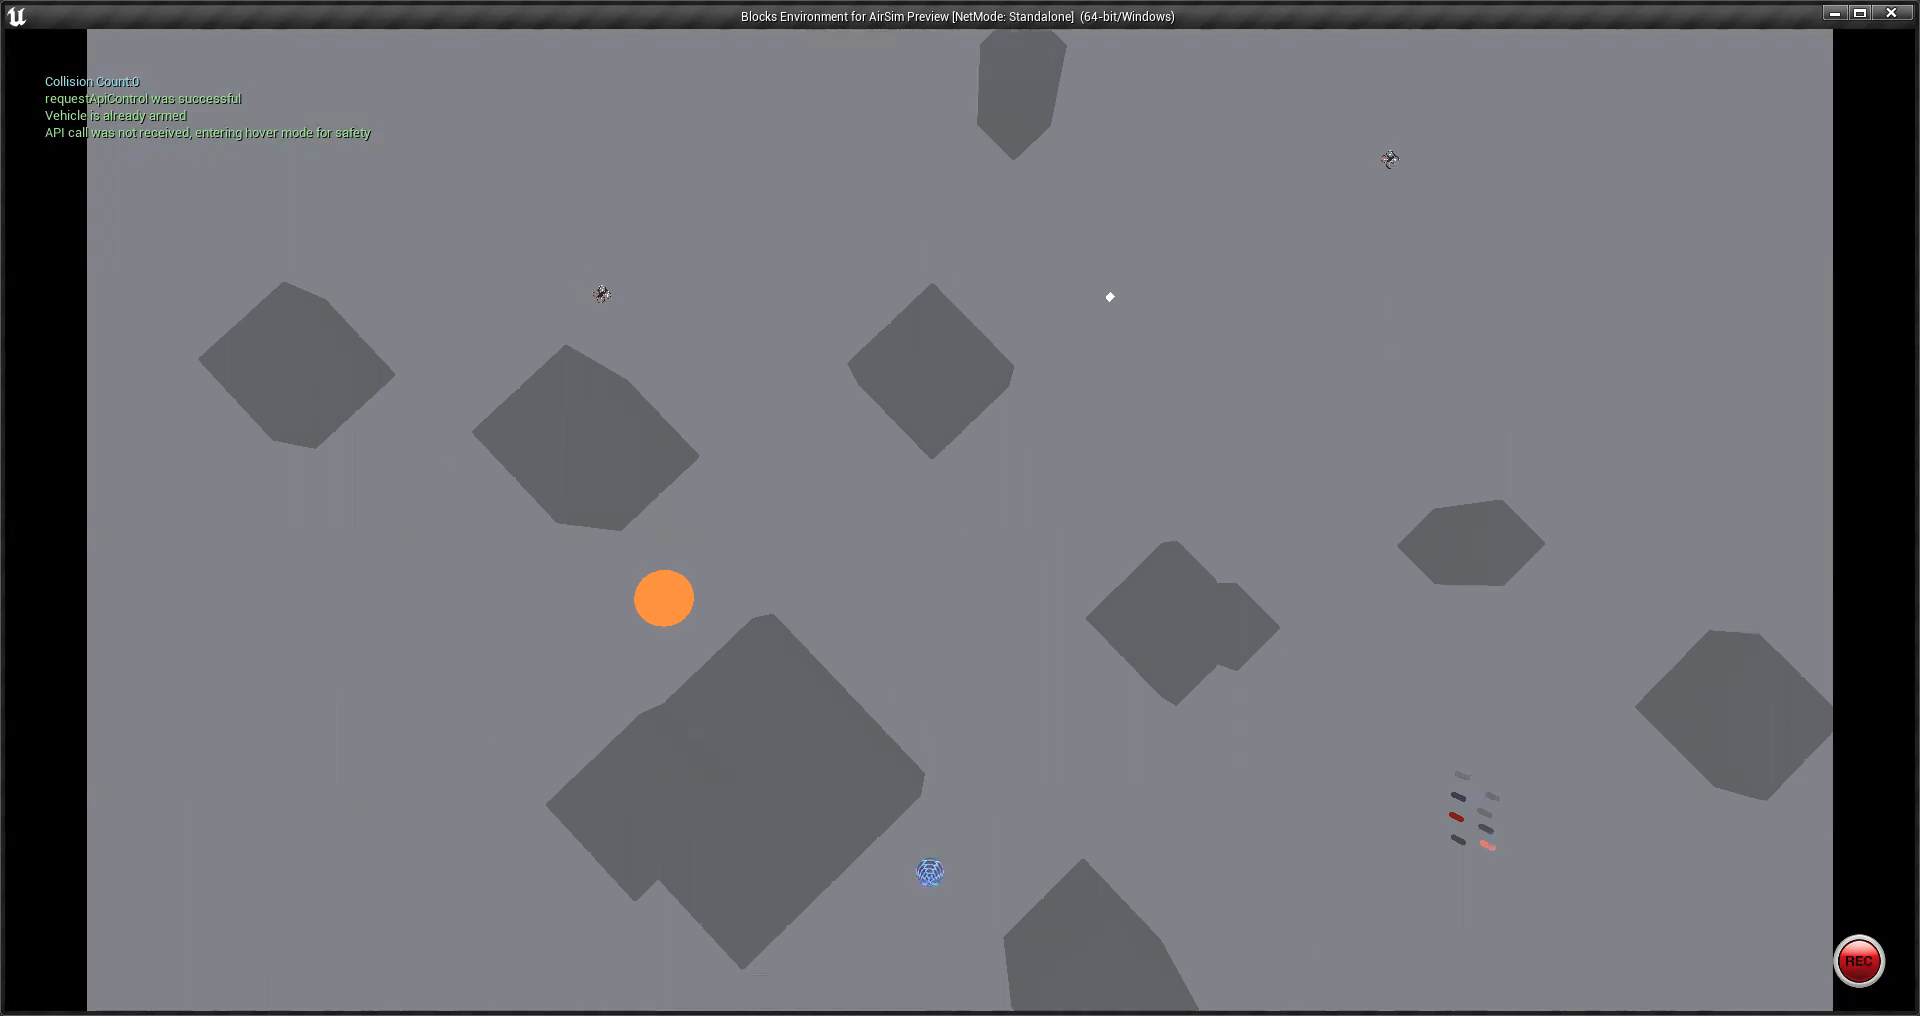 Blocks Environment for AirSim Preview [NetMode: Standalone] (64-bit/Windows)
Collision Count:0
requestApiControl was successful
Vehicle is already armed
API call was not received, entering hover mode for safety
REC